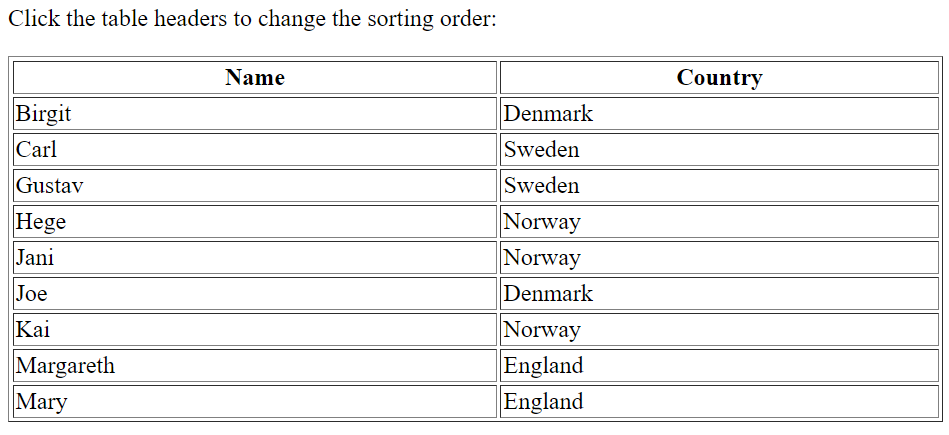 Click the table headers to change the sorting order:
Name Country
Birgit Denmark
Carl Sweden
Gustav Sweden
Hege Norway
Jani Norway
Joe Denmark
Kai Norway
Margareth England
Mary England